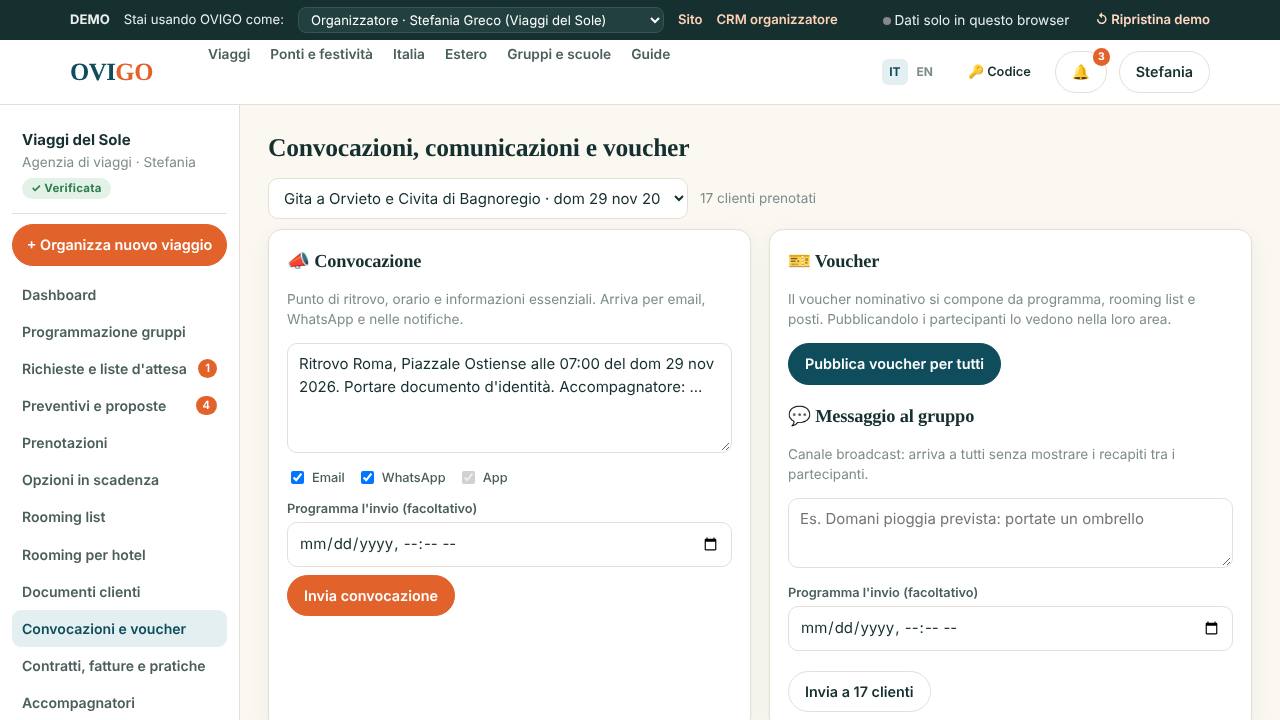 DEMO Stai usando OVIGO come: Organizzatore · Stefania Greco (Viaggi del Sole) Sito CRM organizzatore Dati solo in questo browser ↺ Ripristina demo
OVIGO Viaggi Ponti e festività Italia Estero Gruppi e scuole Guide IT EN 🔑 Codice 🔔 3 Stefania
Viaggi del Sole
Agenzia di viaggi · Stefania
✓ Verificata
+ Organizza nuovo viaggio
Dashboard
Programmazione gruppi
Richieste e liste d'attesa 1
Preventivi e proposte 4
Prenotazioni
Opzioni in scadenza
Rooming list
Rooming per hotel
Documenti clienti
Convocazioni e voucher
Contratti, fatture e pratiche
Accompagnatori
Convocazioni, comunicazioni e voucher
Gita a Orvieto e Civita di Bagnoregio · dom 29 nov 20 17 clienti prenotati
📣 Convocazione
Punto di ritrovo, orario e informazioni essenziali. Arriva per email,
WhatsApp e nelle notifiche.
Ritrovo Roma, Piazzale Ostiense alle 07:00 del dom 29 nov
2026. Portare documento d'identità. Accompagnatore: ...
Email WhatsApp App
Programma l'invio (facoltativo)
mm/dd/yyyy, --:-- --
Invia convocazione
🎫 Voucher
Il voucher nominativo si compone da programma, rooming list e
posti. Pubblicandolo i partecipanti lo vedono nella loro area.
Pubblica voucher per tutti
💬 Messaggio al gruppo
Canale broadcast: arriva a tutti senza mostrare i recapiti tra i
partecipanti.
Es. Domani pioggia prevista: portate un ombrello
Programma l'invio (facoltativo)
mm/dd/yyyy, --:-- --
Invia a 17 clienti